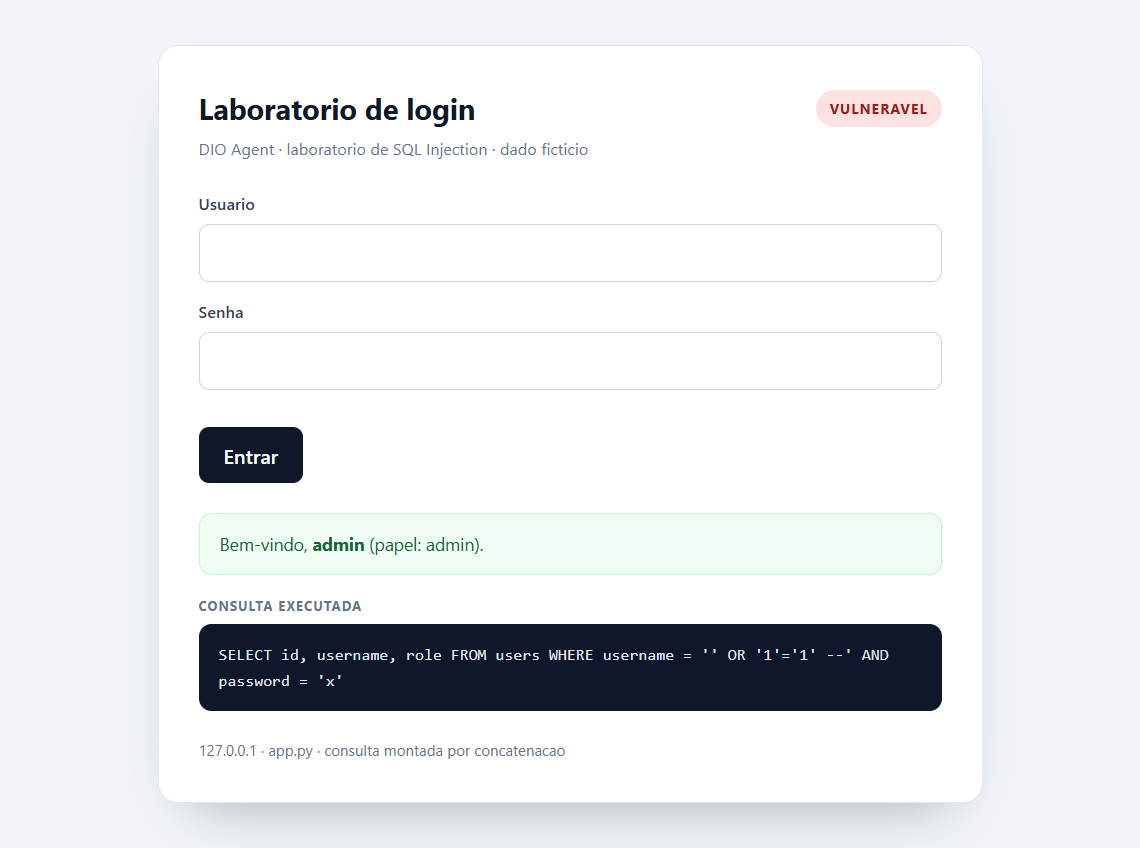 Laboratorio de login
VULNERAVEL
DIO Agent · laboratorio de SQL Injection · dado ficticio
Usuario
Senha
Entrar
Bem-vindo, admin (papel: admin).
CONSULTA EXECUTADA
SELECT id, username, role FROM users WHERE username = '' OR '1'='1' --' AND
password = 'x'
127.0.0.1 · app.py · consulta montada por concatenacao